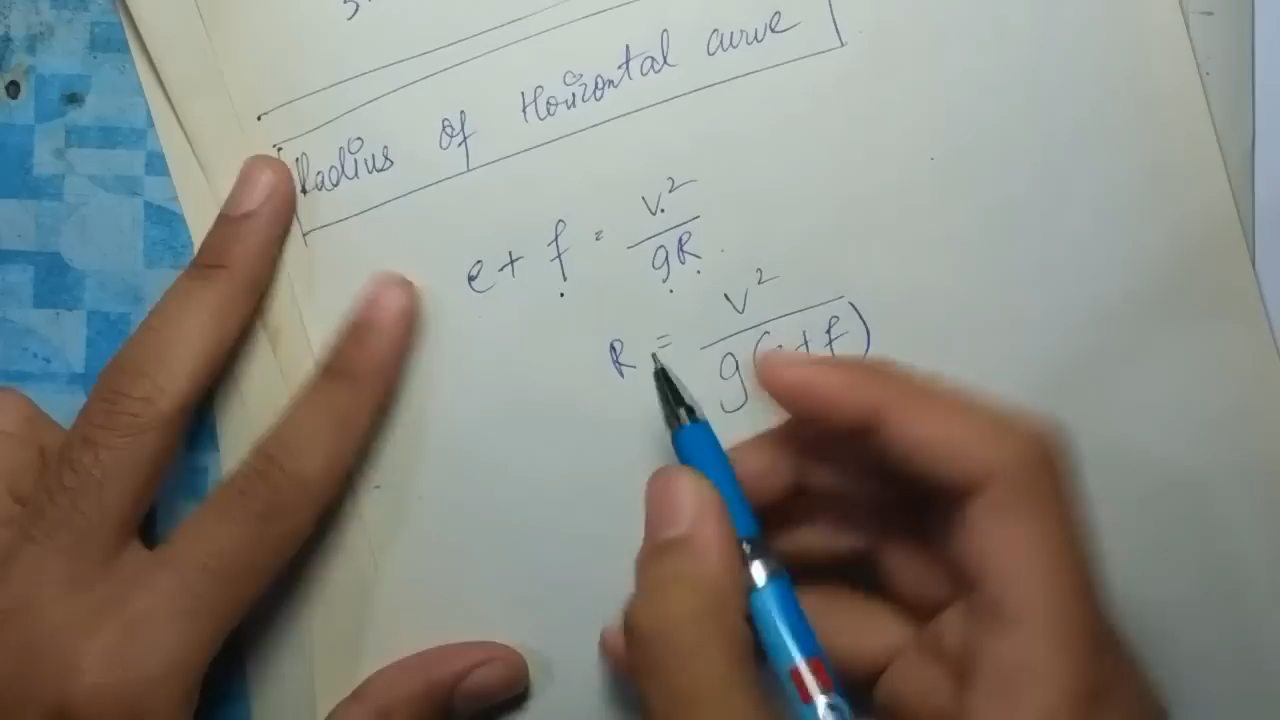 Radius of Horizontal curve
e + f = v²/gR
R = v²/g(e+f)